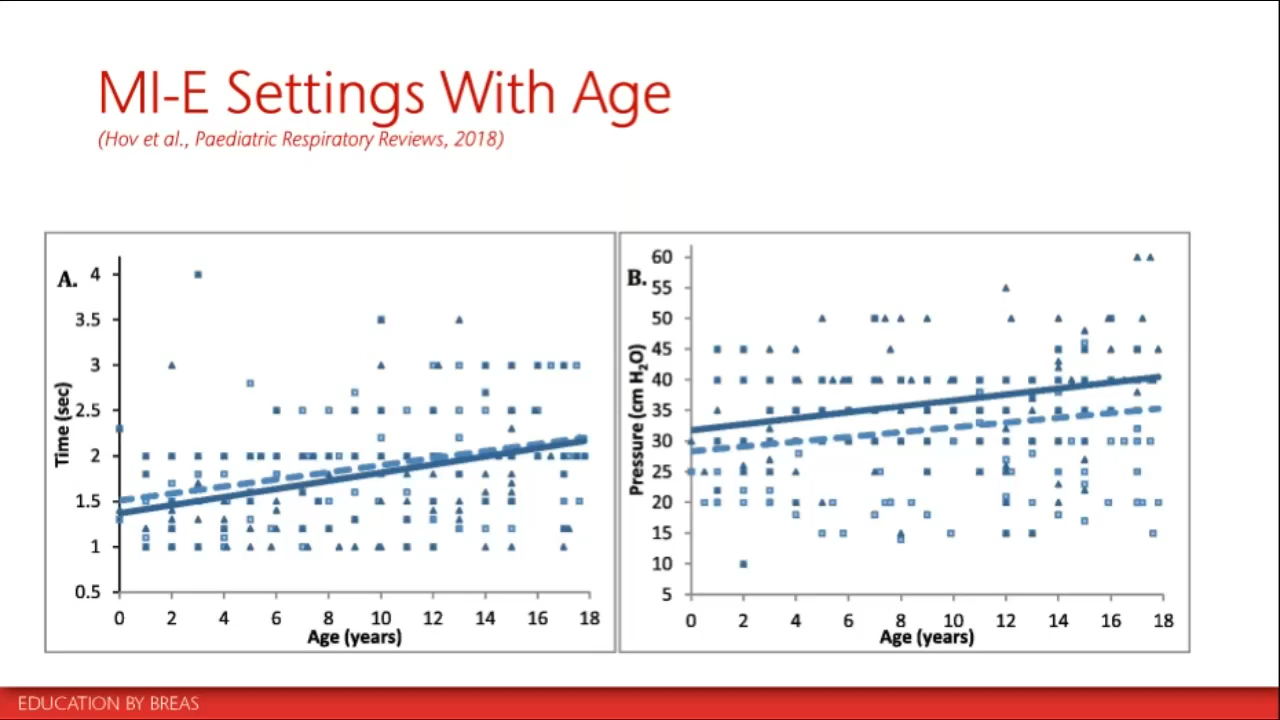 MI-E Settings With Age
(Hov et al., Paediatric Respiratory Reviews, 2018)
A.
Time (sec)
4
3.5
3
2.5
2
1.5
1
0.5
0 2 4 6 8 10 12 14 16 18
Age (years)
B.
Pressure (cm H₂O)
60
55
50
45
40
35
30
25
20
15
10
5
0 2 4 6 8 10 12 14 16 18
Age (years)
EDUCATION BY BREAS